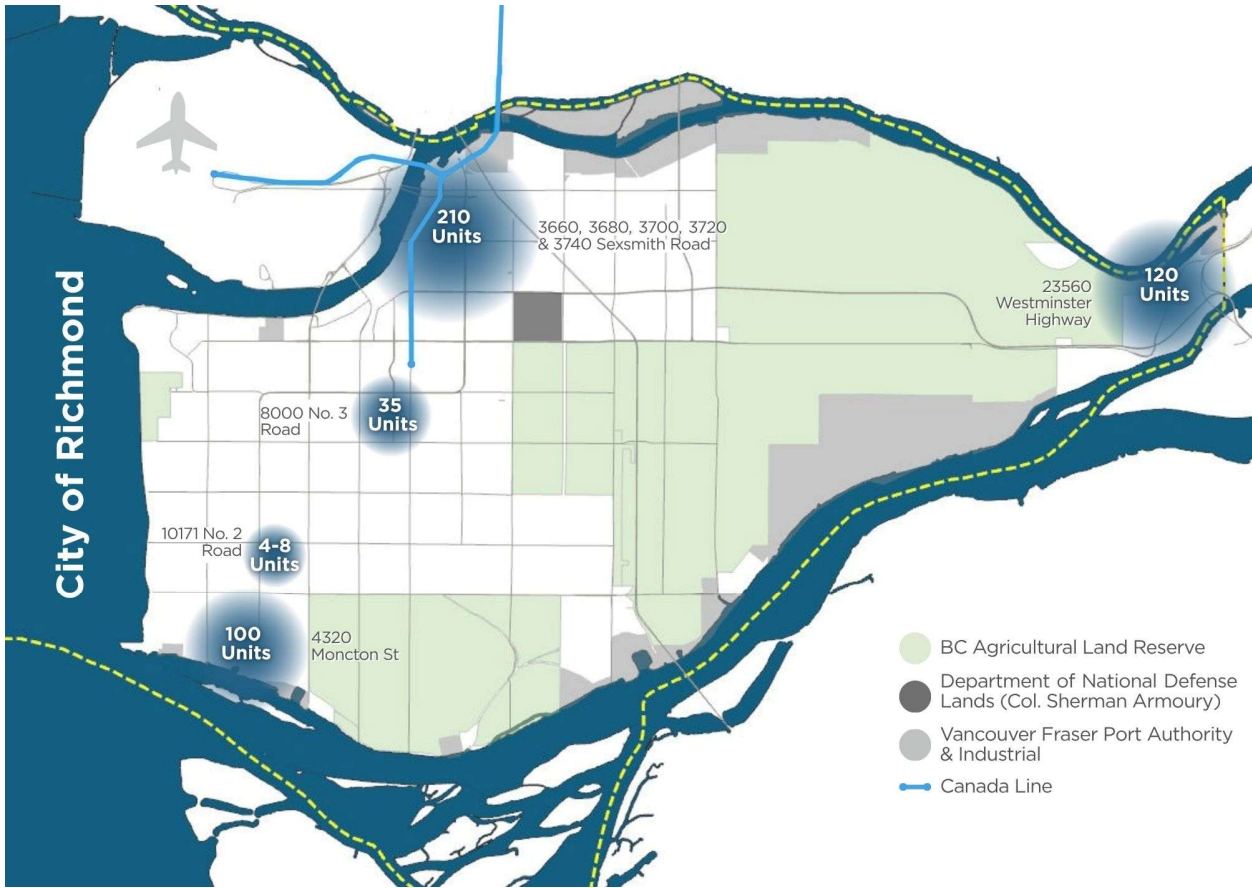 City of Richmond
210
Units
3660, 3680, 3700, 3720
& 3740 Sexsmith Road
120
Units
23560
Westminster
Highway
8000 No. 3
Road
35
Units
10171 No. 2
Road
4-8
Units
100
Units
4320
Moncton St
BC Agricultural Land Reserve
Department of National Defense
Lands (Col. Sherman Armoury)
Vancouver Fraser Port Authority
& Industrial
Canada Line